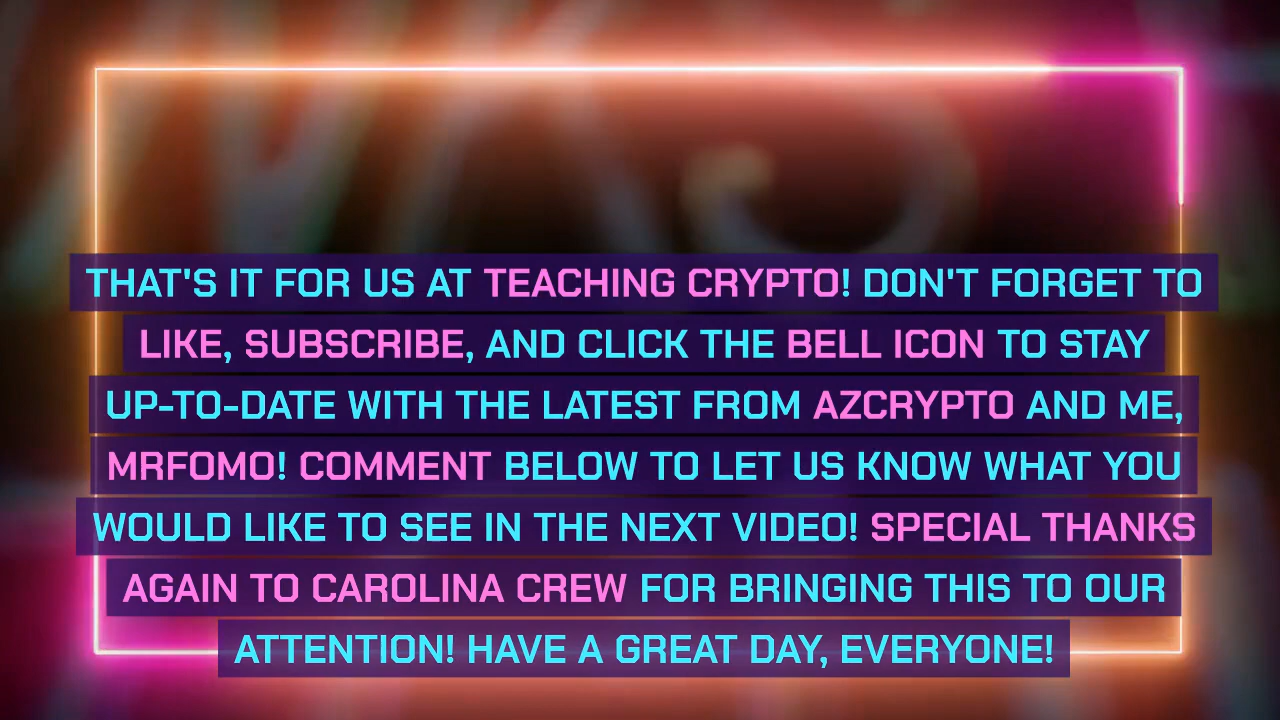 THAT'S IT FOR US AT TEACHING CRYPTO! DON'T FORGET TO
LIKE, SUBSCRIBE, AND CLICK THE BELL ICON TO STAY
UP-TO-DATE WITH THE LATEST FROM AZCRYPTO AND ME,
MRFOMO! COMMENT BELOW TO LET US KNOW WHAT YOU
WOULD LIKE TO SEE IN THE NEXT VIDEO! SPECIAL THANKS
AGAIN TO CAROLINA CREW FOR BRINGING THIS TO OUR
ATTENTION! HAVE A GREAT DAY, EVERYONE!